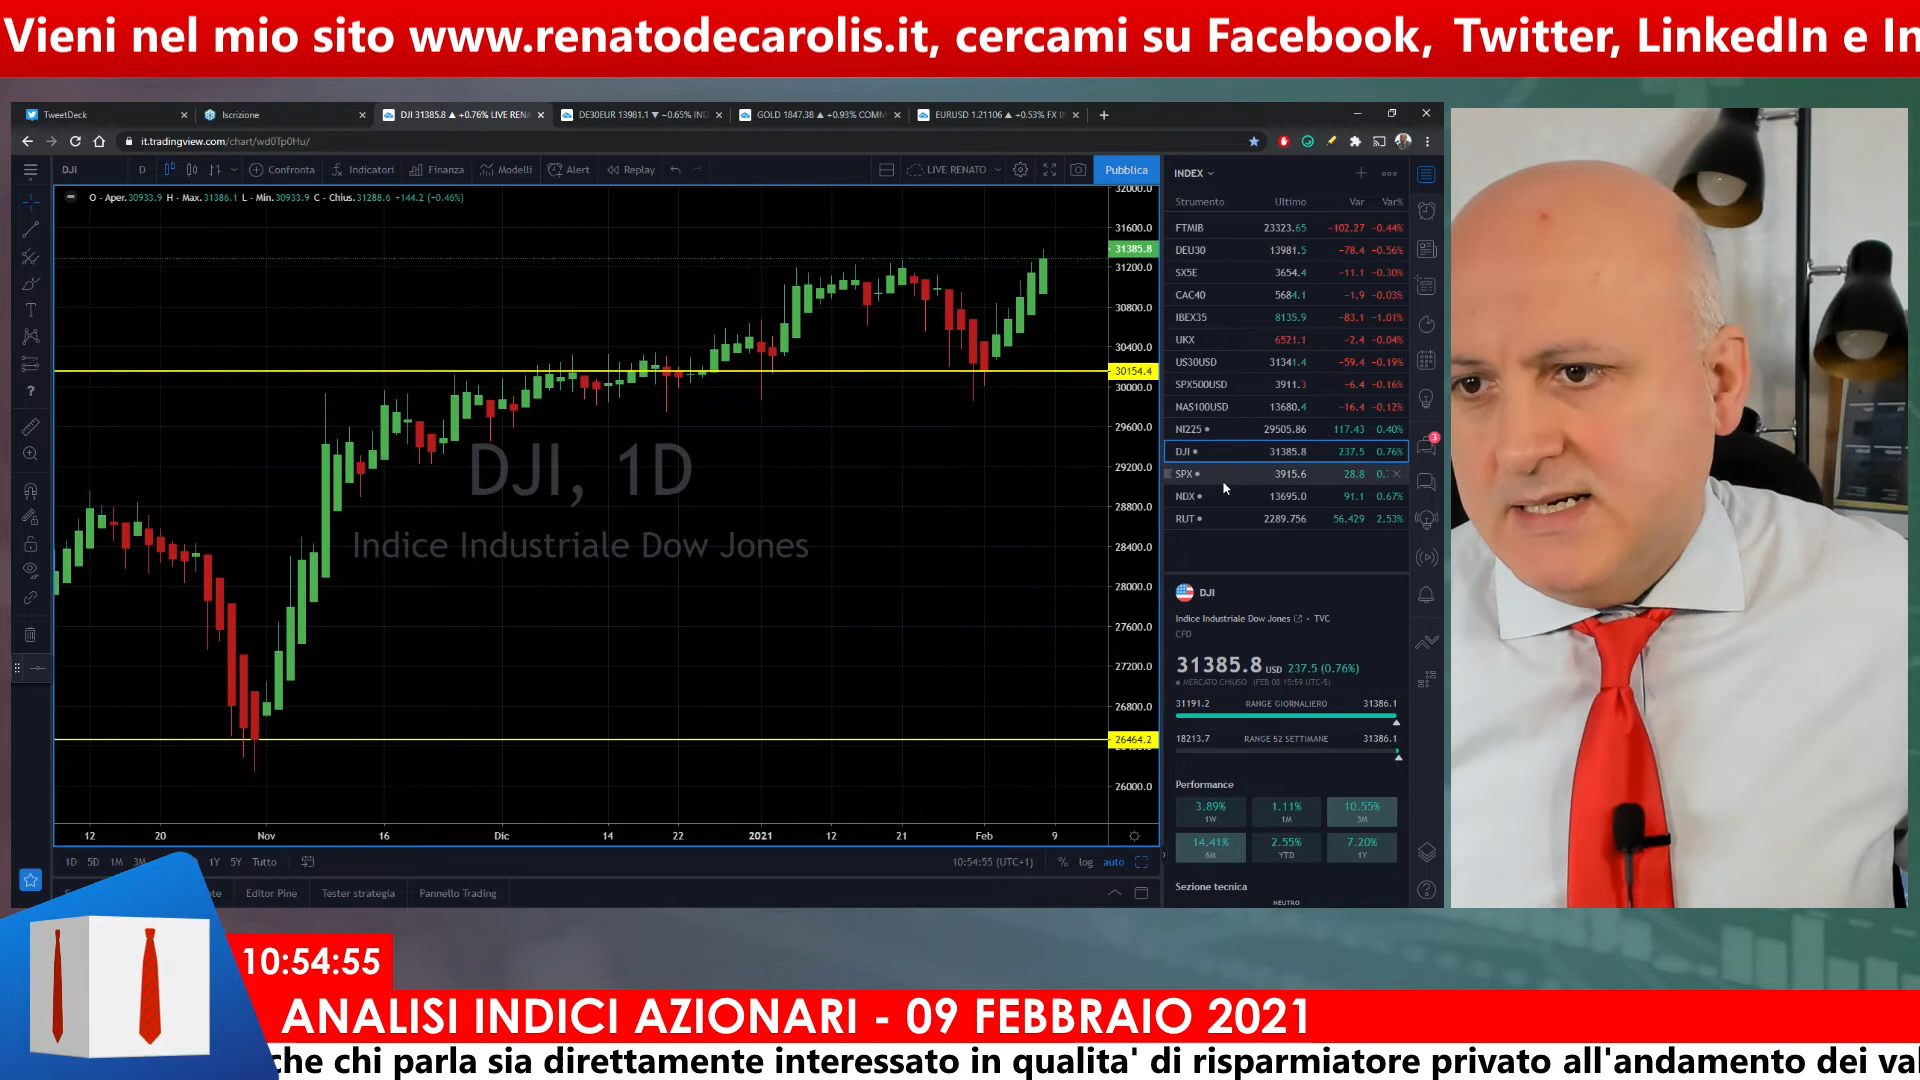 Vieni nel mio sito www.renatodecarolis.it, cercami su Facebook, Twitter, LinkedIn e In
TweetDeck
Iscrizione
DJI 31385.8 ▲ +0.76% LIVE REN
DE30EUR 13981.1 ▼ −0.65% IND
GOLD 1847.38 ▲ +0.93% COMM
EURUSD 1.21106 ▲ +0.53% FX I
it.tradingview.com/chart/wd0Tp0Hu/
DJI D Confronta Indicatori Finanza Modelli Alert Replay LIVE RENATO Pubblica
O - Aper.30933.9 H - Max.31386.1 L - Min.30933.9 C - Chius.31288.6 +144.2 (+0.46%)
32000.0
31600.0
31385.8
31200.0
30800.0
30400.0
30154.4
30000.0
29600.0
29200.0
28800.0
28400.0
28000.0
27600.0
27200.0
26800.0
26464.2
26000.0
DJI, 1D
Indice Industriale Dow Jones
12 20 Nov 16 Dic 14 22 2021 12 21 Feb 9
1D 5D 1M 3M 1Y 5Y Tutto
10:54:55 (UTC+1) % log auto
Editor Pine Tester strategia Pannello Trading
INDEX
Strumento Ultimo Var Var%
FTMIB 23323.65 −102.27 −0.44%
DEU30 13981.5 −78.4 −0.56%
SX5E 3654.4 −11.1 −0.30%
CAC40 5684.1 −1.9 −0.03%
IBEX35 8135.9 −83.1 −1.01%
UKX 6521.1 −2.4 −0.04%
US30USD 31341.4 −59.4 −0.19%
SPX500USD 3911.3 −6.4 −0.16%
NAS100USD 13680.4 −16.4 −0.12%
NI225 29505.86 117.43 0.40%
DJI 31385.8 237.5 0.76%
SPX 3915.6 28.8
NDX 13695.0 91.1 0.67%
RUT 2289.756 56.429 2.53%
3
DJI
Indice Industriale Dow Jones • TVC
CFD
31385.8 USD 237.5 (0.76%)
MERCATO CHIUSO (FEB 08 15:59 UTC-5)
31191.2 RANGE GIORNALIERO 31386.1
18213.7 RANGE 52 SETTIMANE 31386.1
Performance
3.89% 1.11% 10.55%
1W 1M 3M
14.41% 2.55% 7.20%
6M YTD 1Y
Sezione tecnica
NEUTRO
10:54:55
ANALISI INDICI AZIONARI - 09 FEBBRAIO 2021
che chi parla sia direttamente interessato in qualita' di risparmiatore privato all'andamento dei val